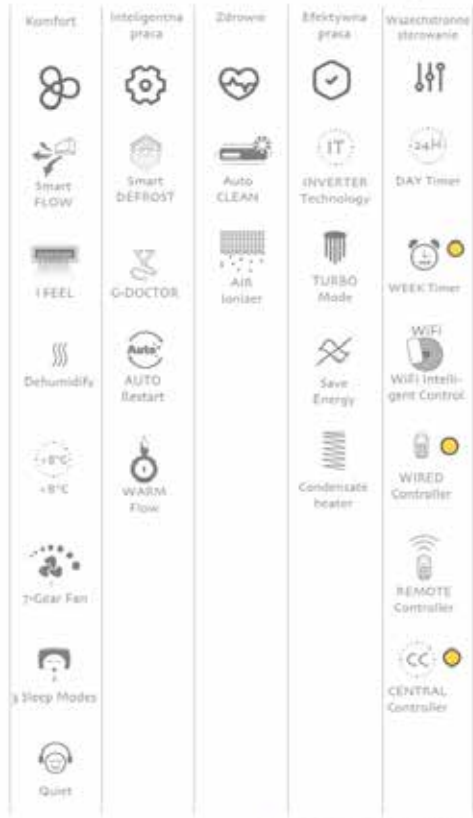 Komfort
Smart
FLOW
I FEEL
Dehumidify
+8°C
+8°C
7-Gear Fan
3 Sleep Modes
Quiet
Inteligentna
praca
Smart
DEFROST
G-DOCTOR
Auto
AUTO
Restart
WARM
Flow
Zdrowie
Auto
CLEAN
AIR
Ionizer
Efektywna
praca
IT
INVERTER
Technology
TURBO
Mode
Save
Energy
Condensate
heater
Wszechstronne
sterowanie
24H
DAY Timer
WEEK Timer
WiFi
WiFi Intelli-
gent Control
WIRED
Controller
REMOTE
Controller
CC
CENTRAL
Controller